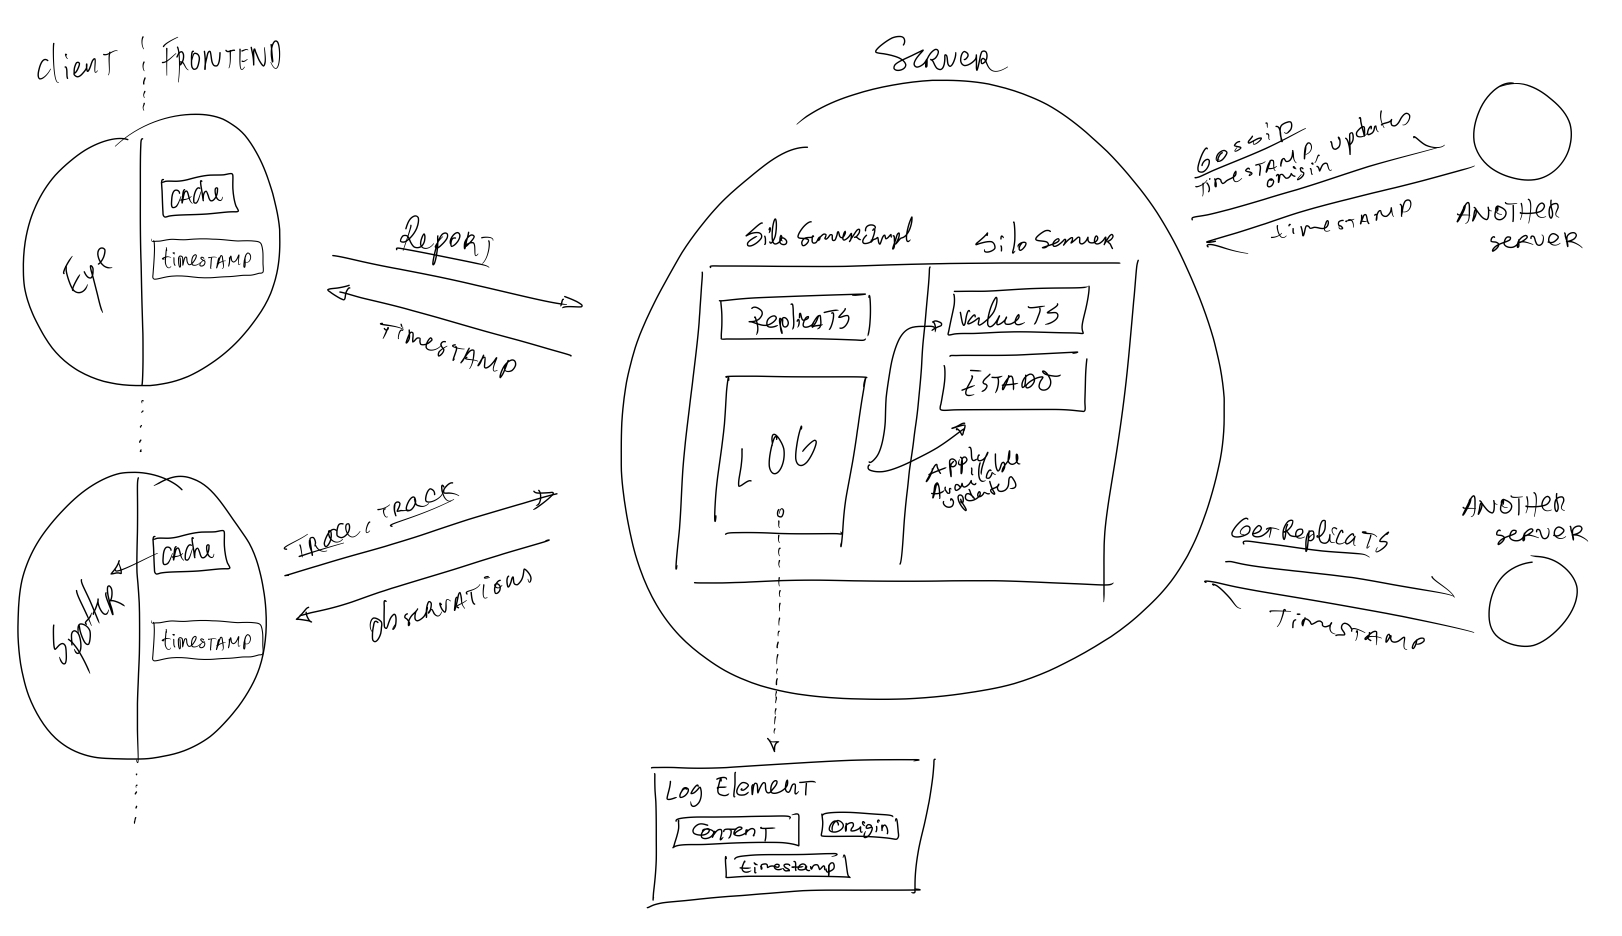 client FRONTEND
Eye
cache
timestamp
Report
Timestamp
Spotter
cache
timestamp
Trace, Track
Observations
Server
Silo ServerImpl
Silo Server
ReplicaTS
LOG
valueTS
ESTADO
Apply
Available
updates
Log Element
Content
Origin
timestamp
Gossip
Timestamp, updates
origin
timestamp
Another
server
GetReplicaTS
Timestamp
Another
server